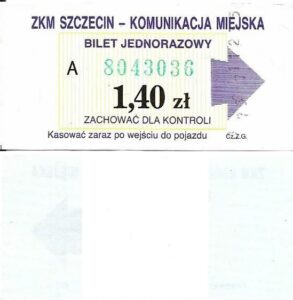 ZKM SZCZECIN – KOMUNIKACJA MIEJSKA
BILET JEDNORAZOWY
A 8043036
1,40 zł
ZACHOWAĆ DLA KONTROLI
Kasować zaraz po wejściu do pojazdu Cz.Z.G.